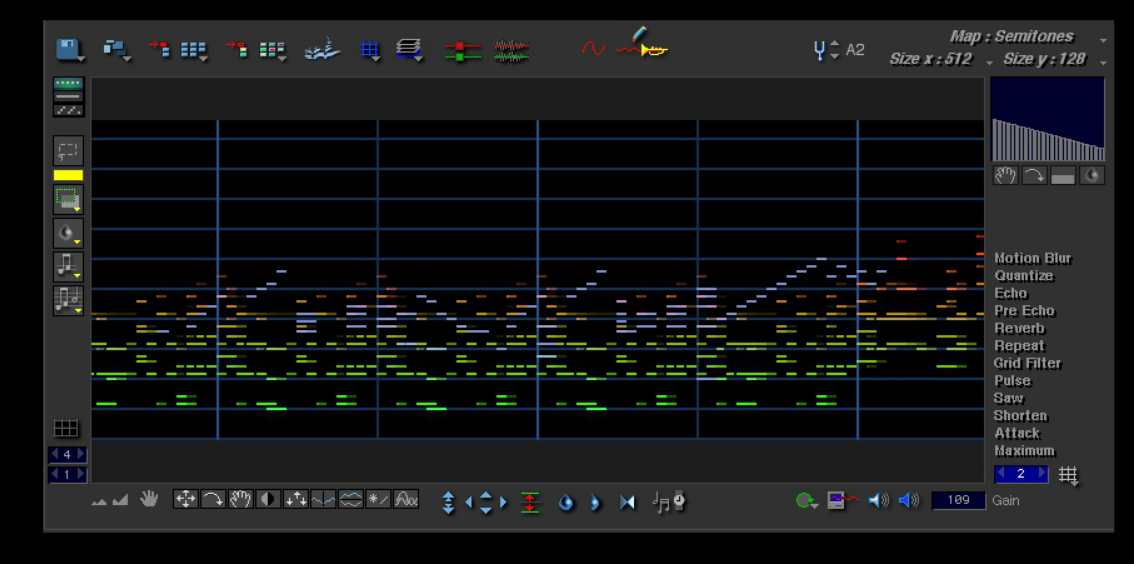 A2
Map : Semitones
Size x : 512
Size y : 128
Motion Blur
Quantize
Echo
Pre Echo
Reverb
Repeat
Grid Filter
Pulse
Saw
Shorten
Attack
Maximum
4
1
2
109
Gain